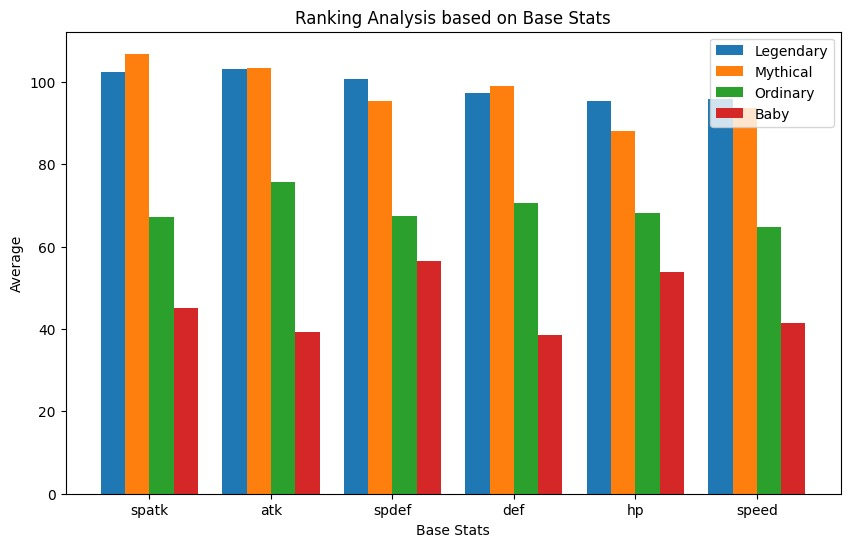 Ranking Analysis based on Base Stats
Legendary
Mythical
Ordinary
Baby
Average
100
80
60
40
20
0
spatk atk spdef def hp speed
Base Stats